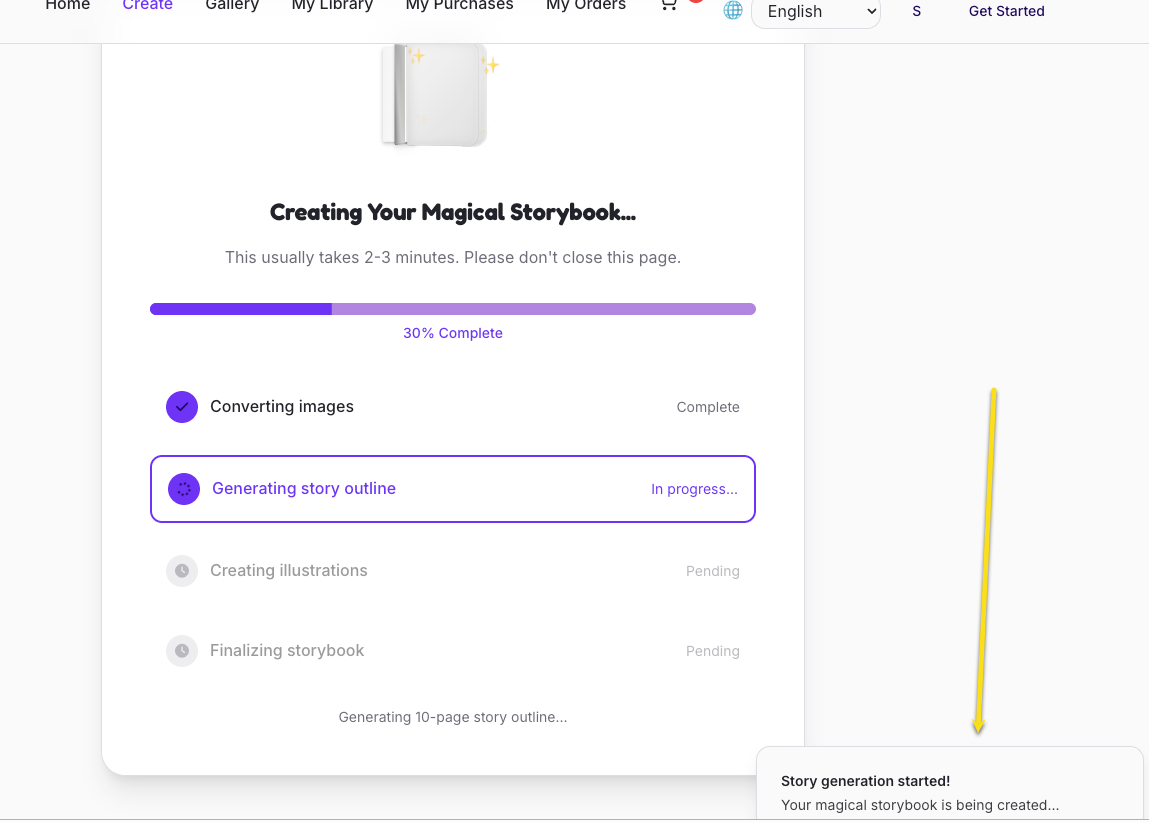 Home Create Gallery My Library My Purchases My Orders English S Get Started
Creating Your Magical Storybook...
This usually takes 2-3 minutes. Please don't close this page.
30% Complete
Converting images Complete
Generating story outline In progress...
Creating illustrations Pending
Finalizing storybook Pending
Generating 10-page story outline...
Story generation started!
Your magical storybook is being created...